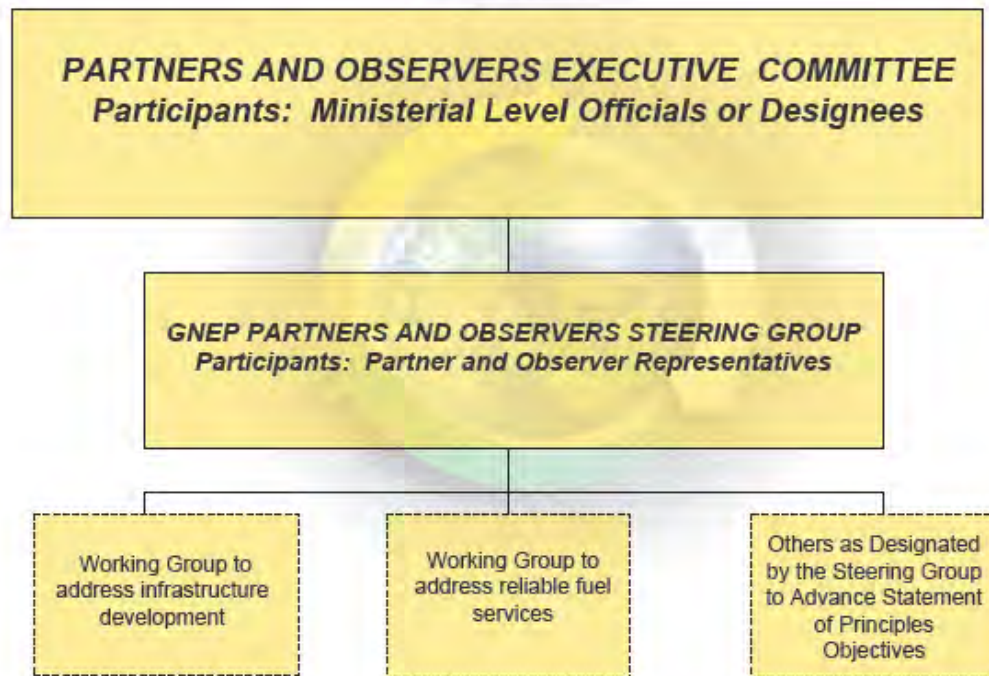 PARTNERS AND OBSERVERS EXECUTIVE COMMITTEE
Participants: Ministerial Level Officials or Designees
GNEP PARTNERS AND OBSERVERS STEERING GROUP
Participants: Partner and Observer Representatives
Working Group to
address infrastructure
development
Working Group to
address reliable fuel
services
Others as Designated
by the Steering Group
to Advance Statement
of Principles
Objectives